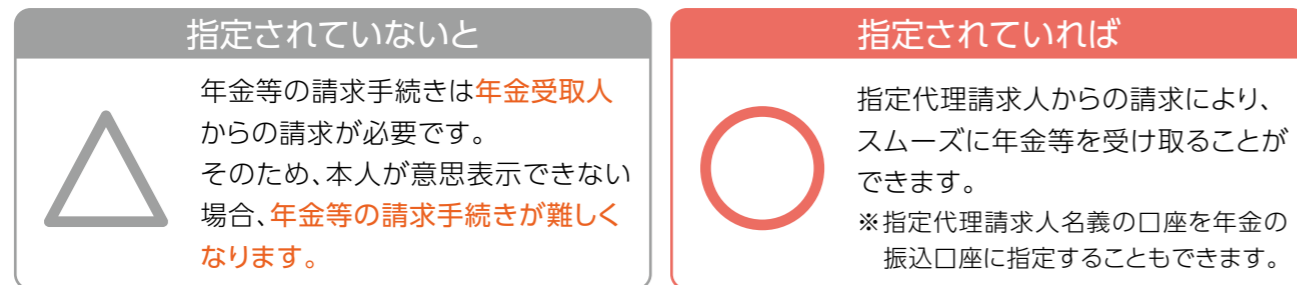 指定されていないと
年金等の請求手続きは年金受取人
からの請求が必要です。
そのため、本人が意思表示できない
場合、年金等の請求手続きが難しく
なります。
指定されていれば
指定代理請求人からの請求により、
スムーズに年金等を受け取ることが
できます。
※指定代理請求人名義の口座を年金の
振込口座に指定することもできます。